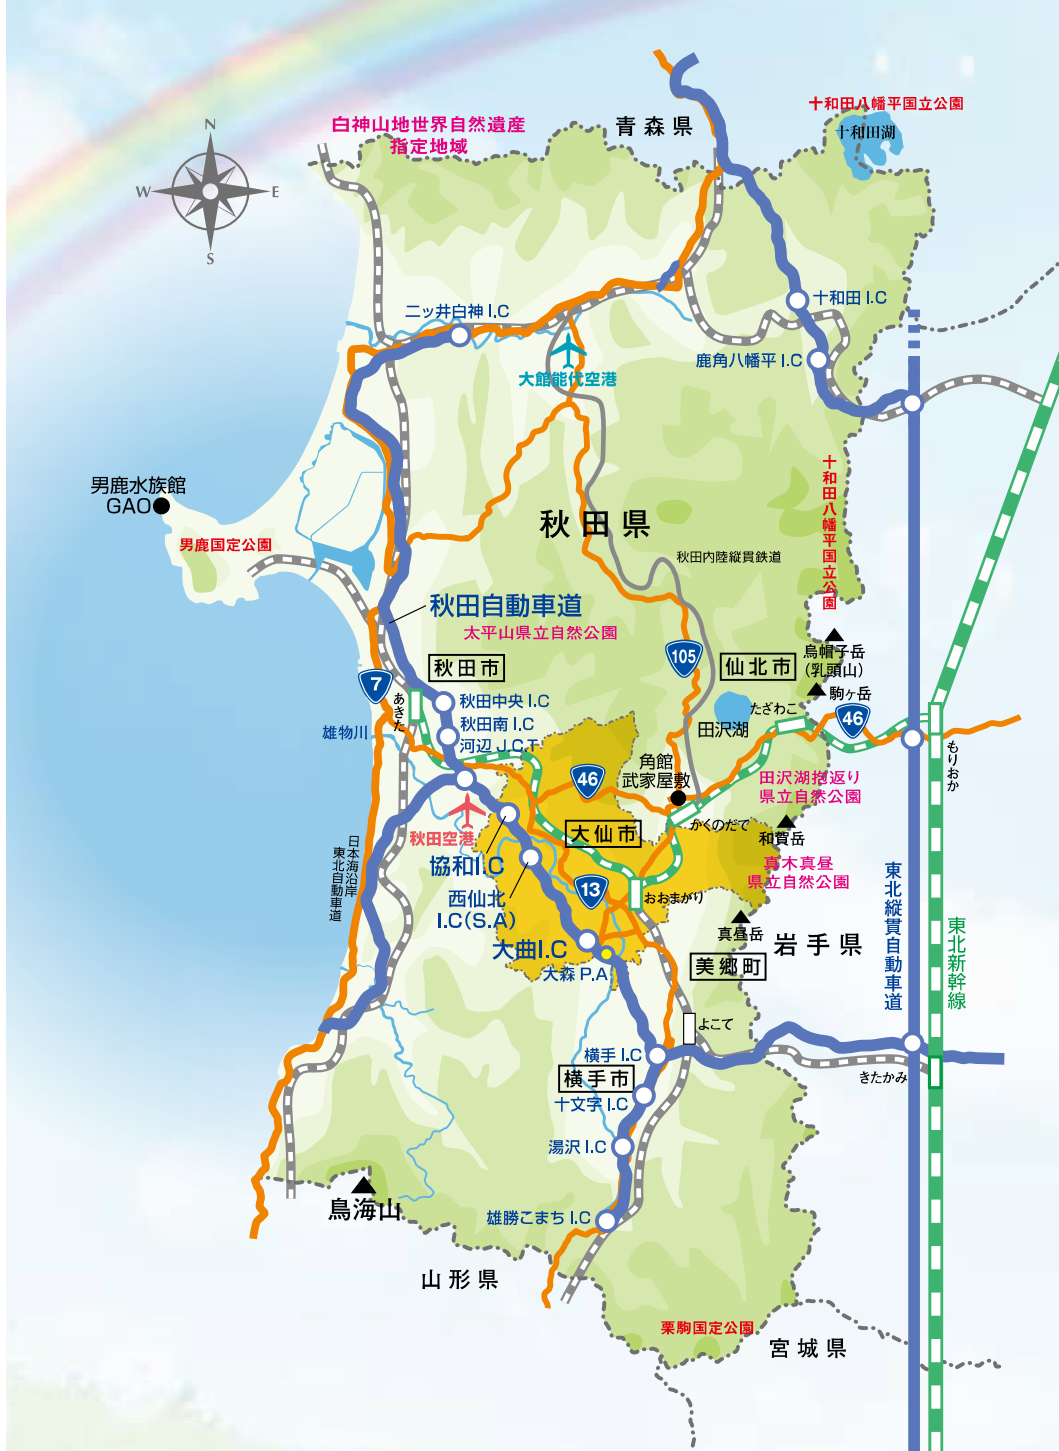 十和田八幡平国立公園
白神山地世界自然遺産
指定地域
青森県
十和田湖
N
W
E
S
十和田 I.C
二ッ井白神 I.C
鹿角八幡平 I.C
大館能代空港
十和田八幡平国立公園
男鹿水族館
GAO
秋田県
男鹿国定公園
秋田内陸縦貫鉄道
秋田自動車道
太平山県立自然公園
烏帽子岳
(乳頭山)
105
秋田市
仙北市
駒ヶ岳
7
あきた
秋田中央 I.C
たざわこ
46
秋田南 I.C
田沢湖
雄物川
河辺 J.C.T
もりおか
角館
武家屋敷
46
田沢湖抱返り
県立自然公園
秋田空港
大仙市
かくのだて
和賀岳
日本海沿岸
東北自動車道
協和I.C
真木真昼
県立自然公園
東北縦貫自動車道
西仙北
I.C(S.A)
13
おおまがり
東北新幹線
真昼岳
岩手県
大曲I.C
美郷町
大森 P.A
よこて
横手 I.C
横手市
きたかみ
十文字 I.C
湯沢 I.C
鳥海山
雄勝こまち I.C
山形県
栗駒国定公園
宮城県